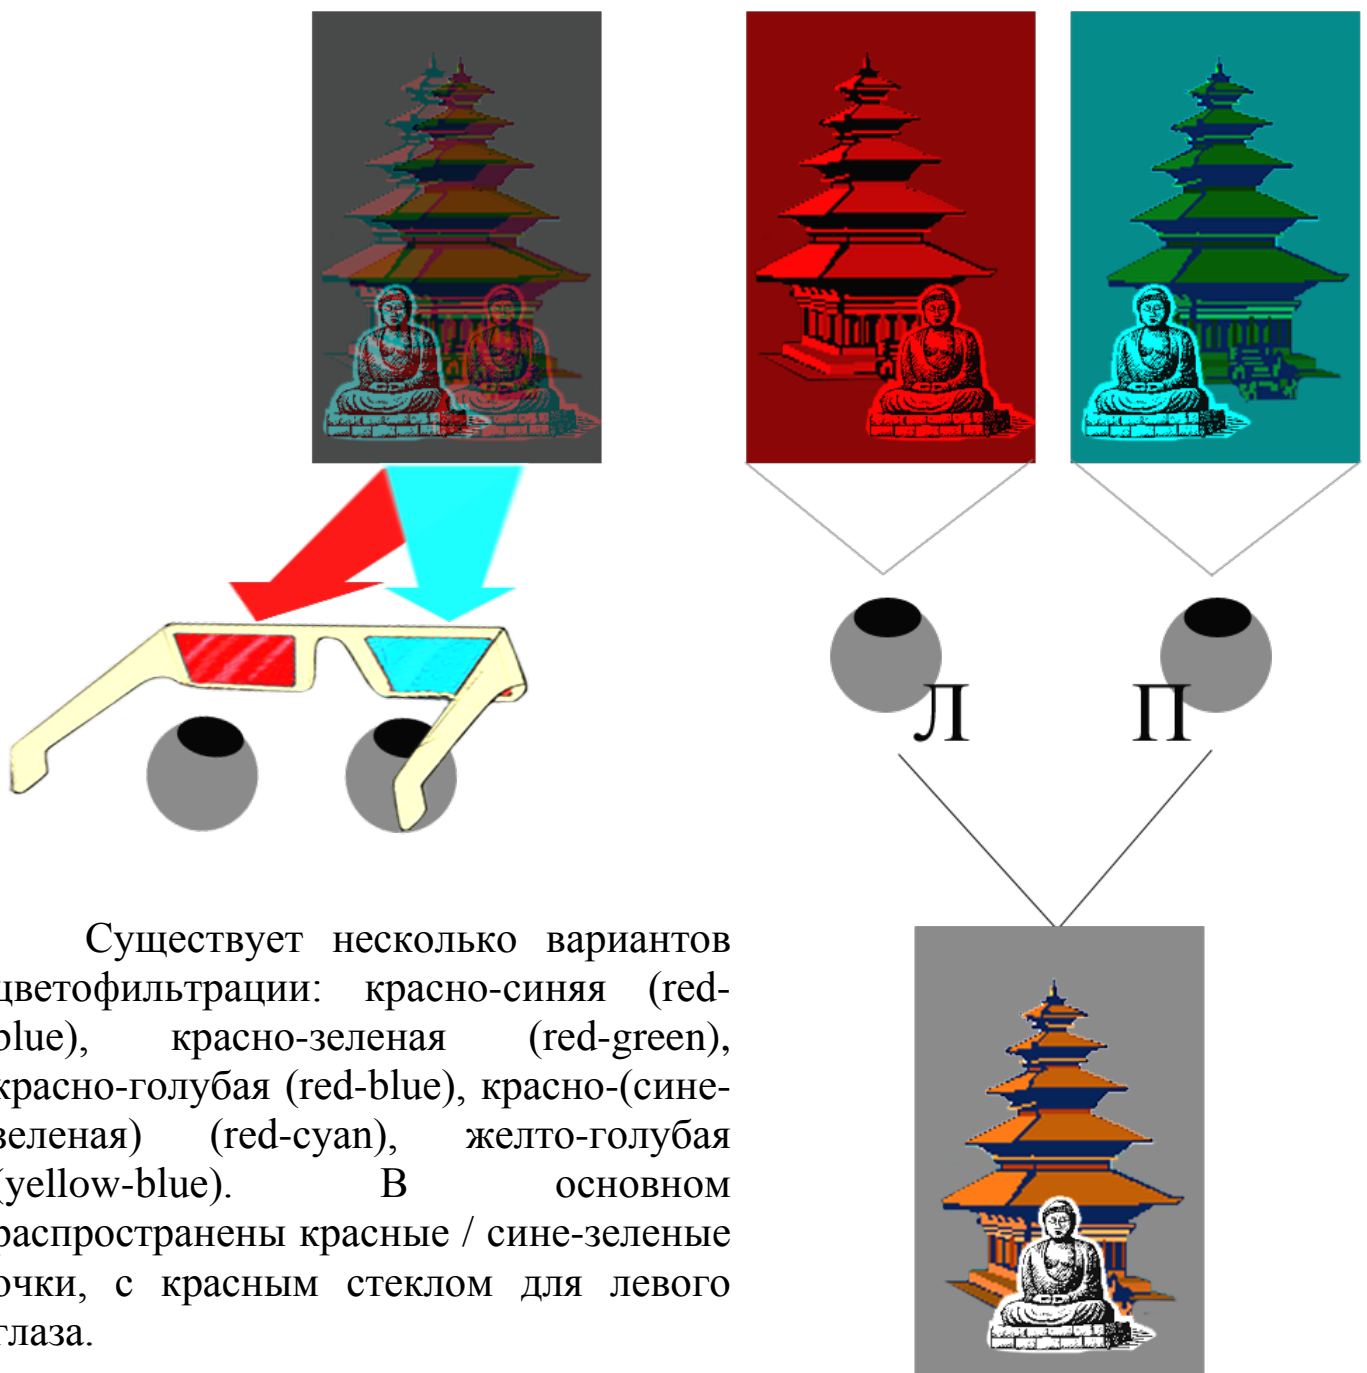 Л П
Существует несколько вариантов
цветофильтрации: красно-синяя (red-
blue), красно-зеленая (red-green),
красно-голубая (red-blue), красно-(сине-
зеленая) (red-cyan), желто-голубая
(yellow-blue). В основном
распространены красные / сине-зеленые
очки, с красным стеклом для левого
глаза.